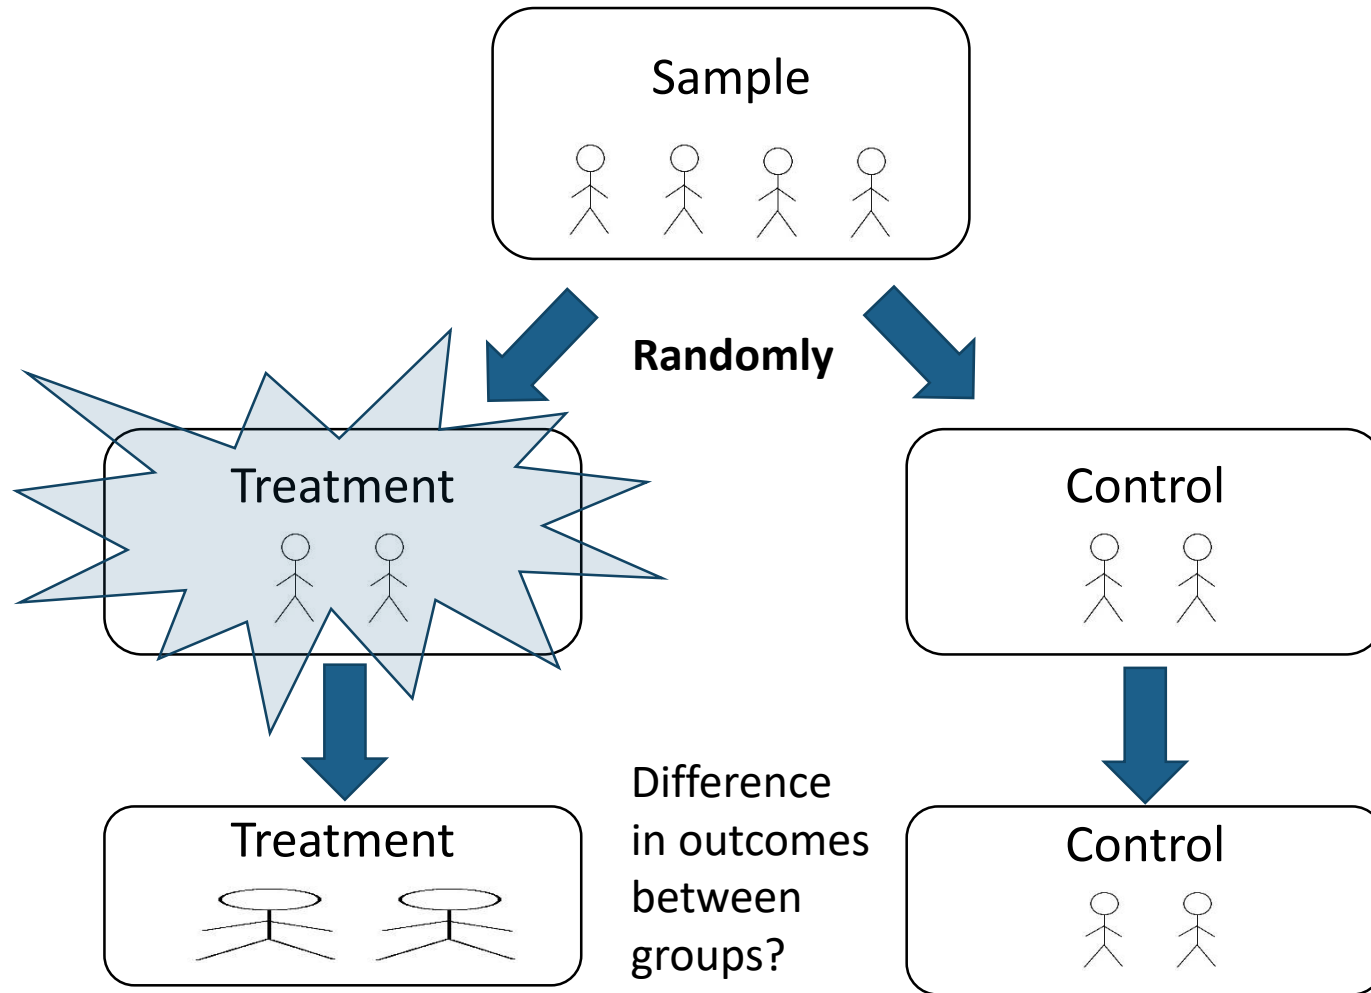 Sample
Randomly
Treatment
Control
Difference
in outcomes
between
groups?
Treatment
Control